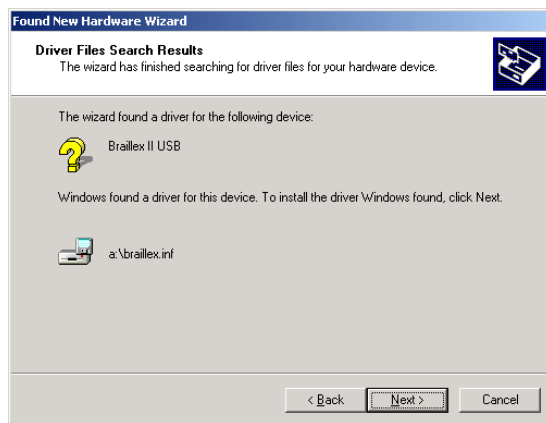 Found New Hardware Wizard
Driver Files Search Results
The wizard has finished searching for driver files for your hardware device.
The wizard found a driver for the following device:
Braillex II USB
Windows found a driver for this device. To install the driver Windows found, click Next.
a:\braillex.inf
< Back   Next >   Cancel